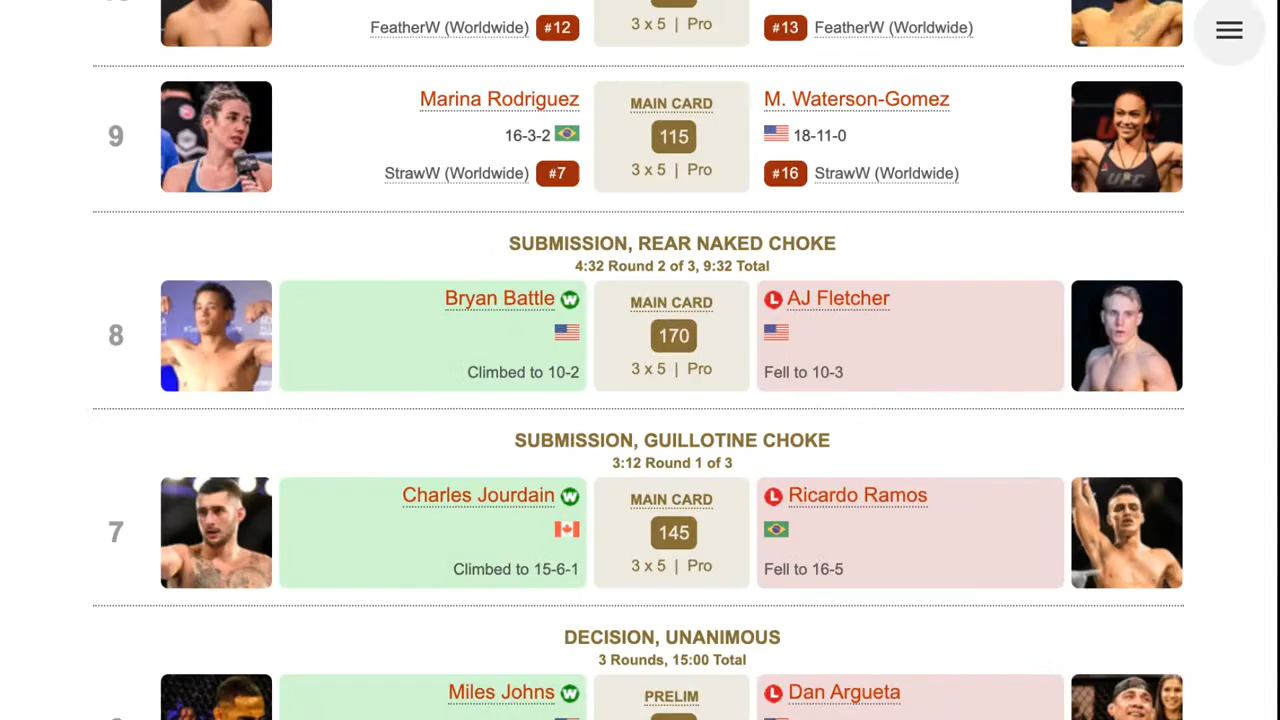 FeatherW (Worldwide) #12 3 x 5 | Pro #13 FeatherW (Worldwide)
9
Marina Rodriguez MAIN CARD M. Waterson-Gomez
16-3-2 115 18-11-0
StrawW (Worldwide) #7 3 x 5 | Pro #16 StrawW (Worldwide)
UFC
SUBMISSION, REAR NAKED CHOKE
4:32 Round 2 of 3, 9:32 Total
8
Bryan Battle W MAIN CARD L AJ Fletcher
170
Climbed to 10-2 3 x 5 | Pro Fell to 10-3
SUBMISSION, GUILLOTINE CHOKE
3:12 Round 1 of 3
7
Charles Jourdain W MAIN CARD L Ricardo Ramos
145
Climbed to 15-6-1 3 x 5 | Pro Fell to 16-5
DECISION, UNANIMOUS
3 Rounds, 15:00 Total
Miles Johns W PRELIM L Dan Argueta